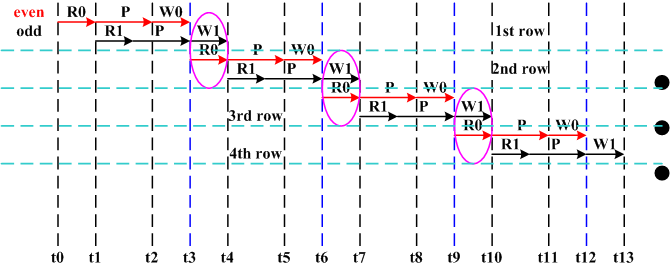 even R0 P W0
odd R1 P W1 1st row
R0 P W0
R1 P W1 2nd row
R0 P W0
3rd row R1 P W1
R0 P W0
4th row R1 P W1
t0 t1 t2 t3 t4 t5 t6 t7 t8 t9 t10 t11 t12 t13